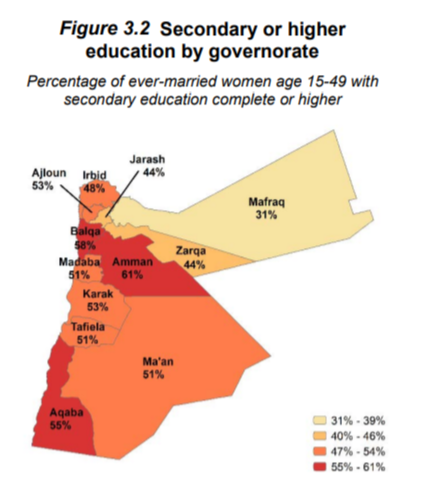 Figure 3.2 Secondary or higher
education by governorate
Percentage of ever-married women age 15-49 with
secondary education complete or higher
Jarash
44%
Ajloun
53%
Irbid
48%
Mafraq
31%
Balqa
58%
Zarqa
44%
Madaba
51%
Amman
61%
Karak
53%
Tafiela
51%
Ma'an
51%
Aqaba
55%
31% - 39%
40% - 46%
47% - 54%
55% - 61%